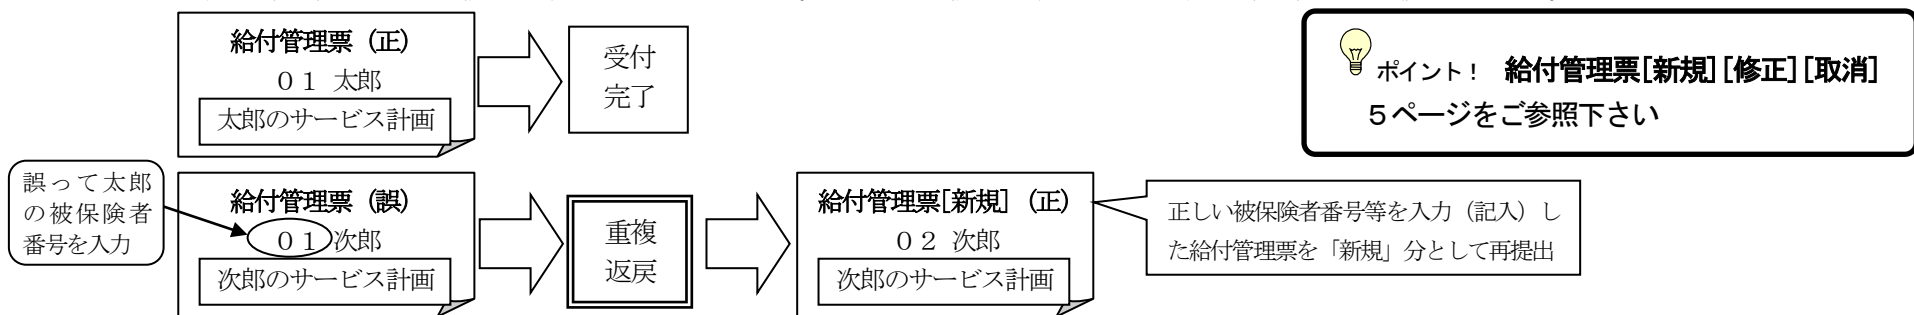 給付管理票（正）
０１ 太郎
太郎のサービス計画
受付
完了
ポイント！ 給付管理票[新規][修正][取消]
５ページをご参照下さい
誤って太郎
の被保険者
番号を入力
給付管理票（誤）
０１ 次郎
次郎のサービス計画
重複
返戻
給付管理票[新規]（正）
０２ 次郎
次郎のサービス計画
正しい被保険者番号等を入力（記入）し
た給付管理票を「新規」分として再提出